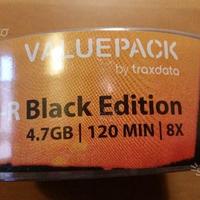 VALUEPACK
by traxdata
R Black Edition
4.7GB | 120 MIN | 8X